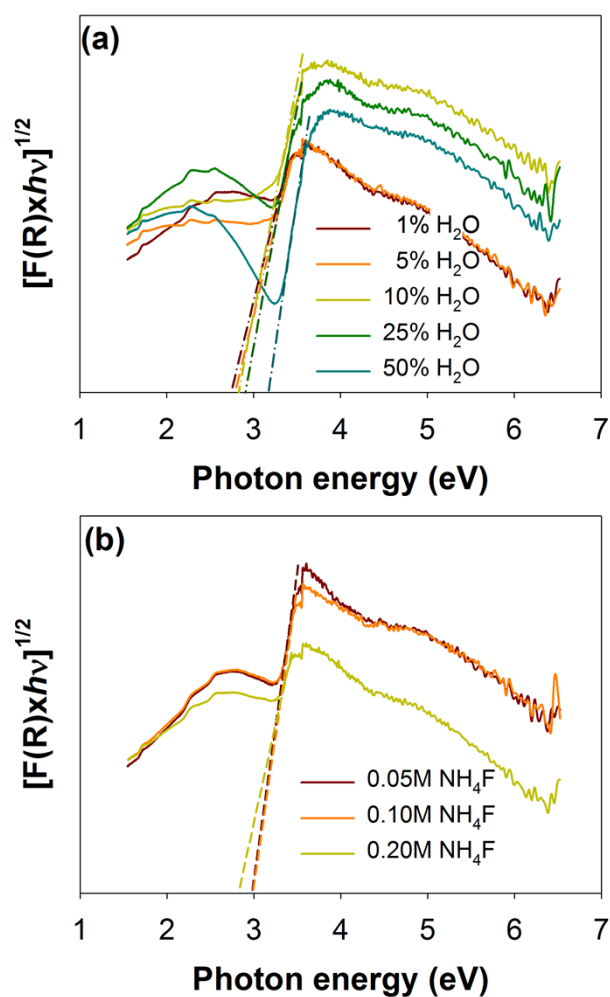 (a)
[F(R)xhν]^1/2
1% H₂O
5% H₂O
10% H₂O
25% H₂O
50% H₂O
1 2 3 4 5 6 7
Photon energy (eV)
(b)
[F(R)xhν]^1/2
0.05M NH₄F
0.10M NH₄F
0.20M NH₄F
1 2 3 4 5 6 7
Photon energy (eV)